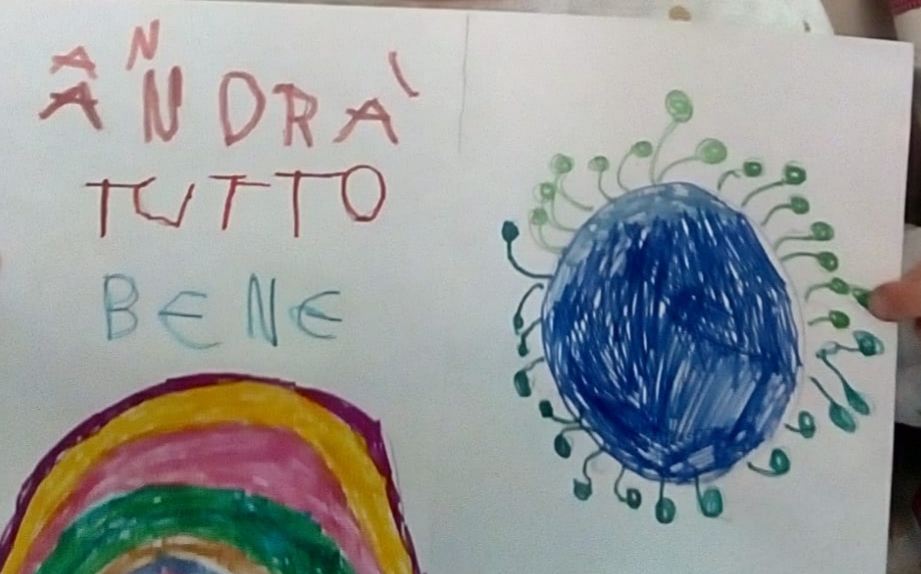 A N
ANDRA'
TUTTO
BENE